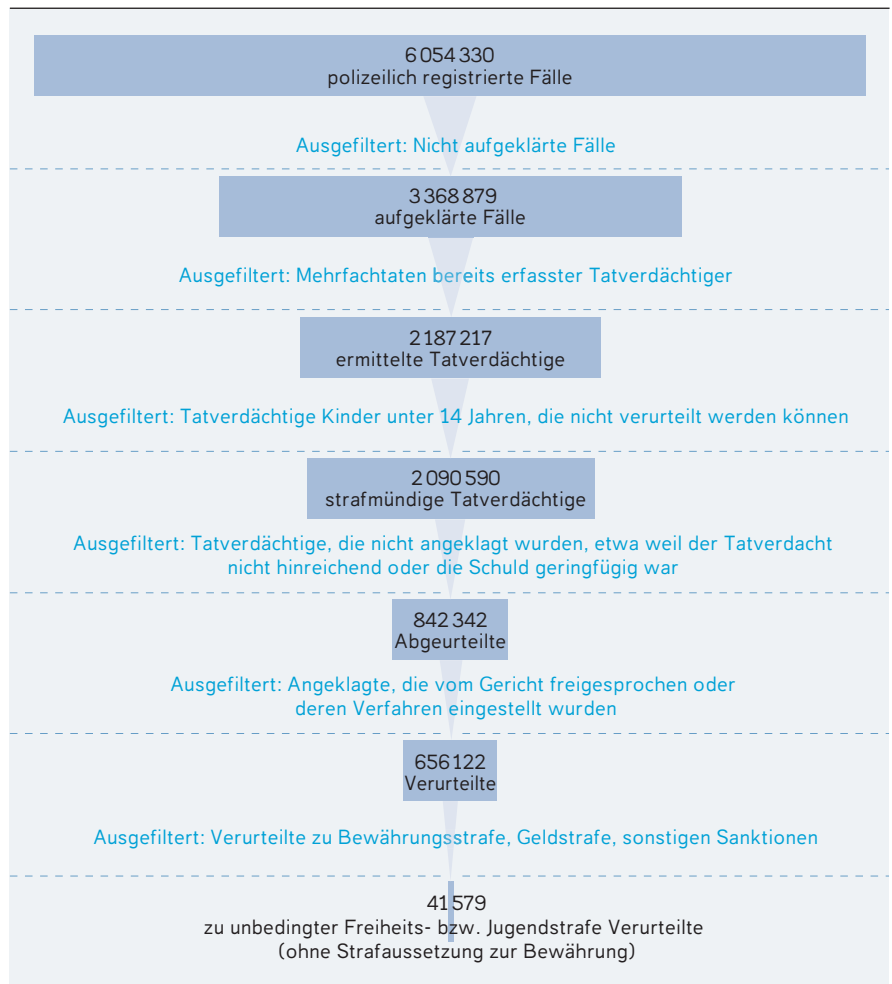 6 054 330
polizeilich registrierte Fälle
Ausgefiltert: Nicht aufgeklärte Fälle
3 368 879
aufgeklärte Fälle
Ausgefiltert: Mehrfachtaten bereits erfasster Tatverdächtiger
2 187 217
ermittelte Tatverdächtige
Ausgefiltert: Tatverdächtige Kinder unter 14 Jahren, die nicht verurteilt werden können
2 090 590
strafmündige Tatverdächtige
Ausgefiltert: Tatverdächtige, die nicht angeklagt wurden, etwa weil der Tatverdacht
nicht hinreichend oder die Schuld geringfügig war
842 342
Abgeurteilte
Ausgefiltert: Angeklagte, die vom Gericht freigesprochen oder
deren Verfahren eingestellt wurden
656 122
Verurteilte
Ausgefiltert: Verurteilte zu Bewährungsstrafe, Geldstrafe, sonstigen Sanktionen
41 579
zu unbedingter Freiheits- bzw. Jugendstrafe Verurteilte
(ohne Strafaussetzung zur Bewährung)